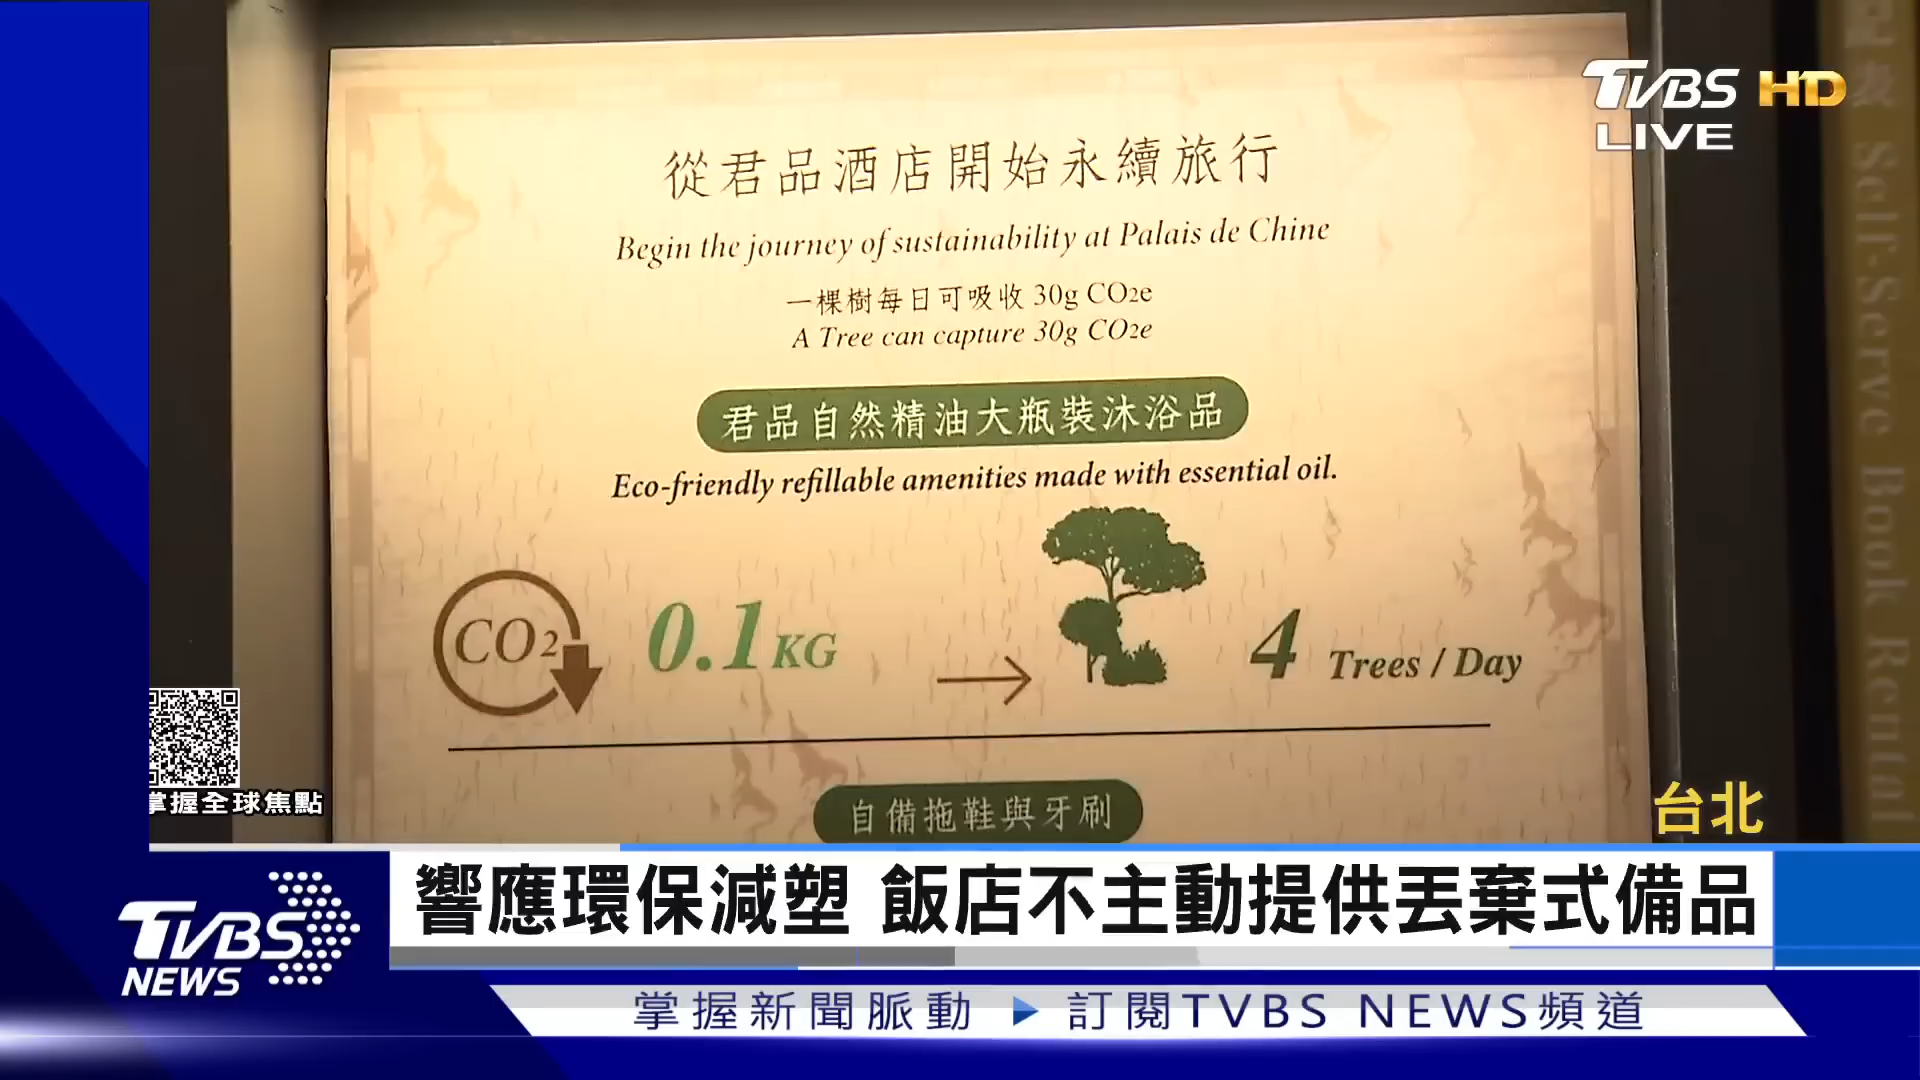 從君品酒店開始永續旅行
Begin the journey of sustainability at Palais de Chine
一棵樹每日可吸收 30g CO2e
A Tree can capture 30g CO2e
君品自然精油大瓶裝沐浴品
Eco-friendly refillable amenities made with essential oil.
CO2
0.1 KG
4 Trees / Day
自備拖鞋與牙刷
TVBS HD
LIVE
Self-Serve Book Rental
掌握全球焦點
台北
響應環保減塑 飯店不主動提供丟棄式備品
TVBS
NEWS
掌握新聞脈動 ▶ 訂閱TVBS NEWS頻道